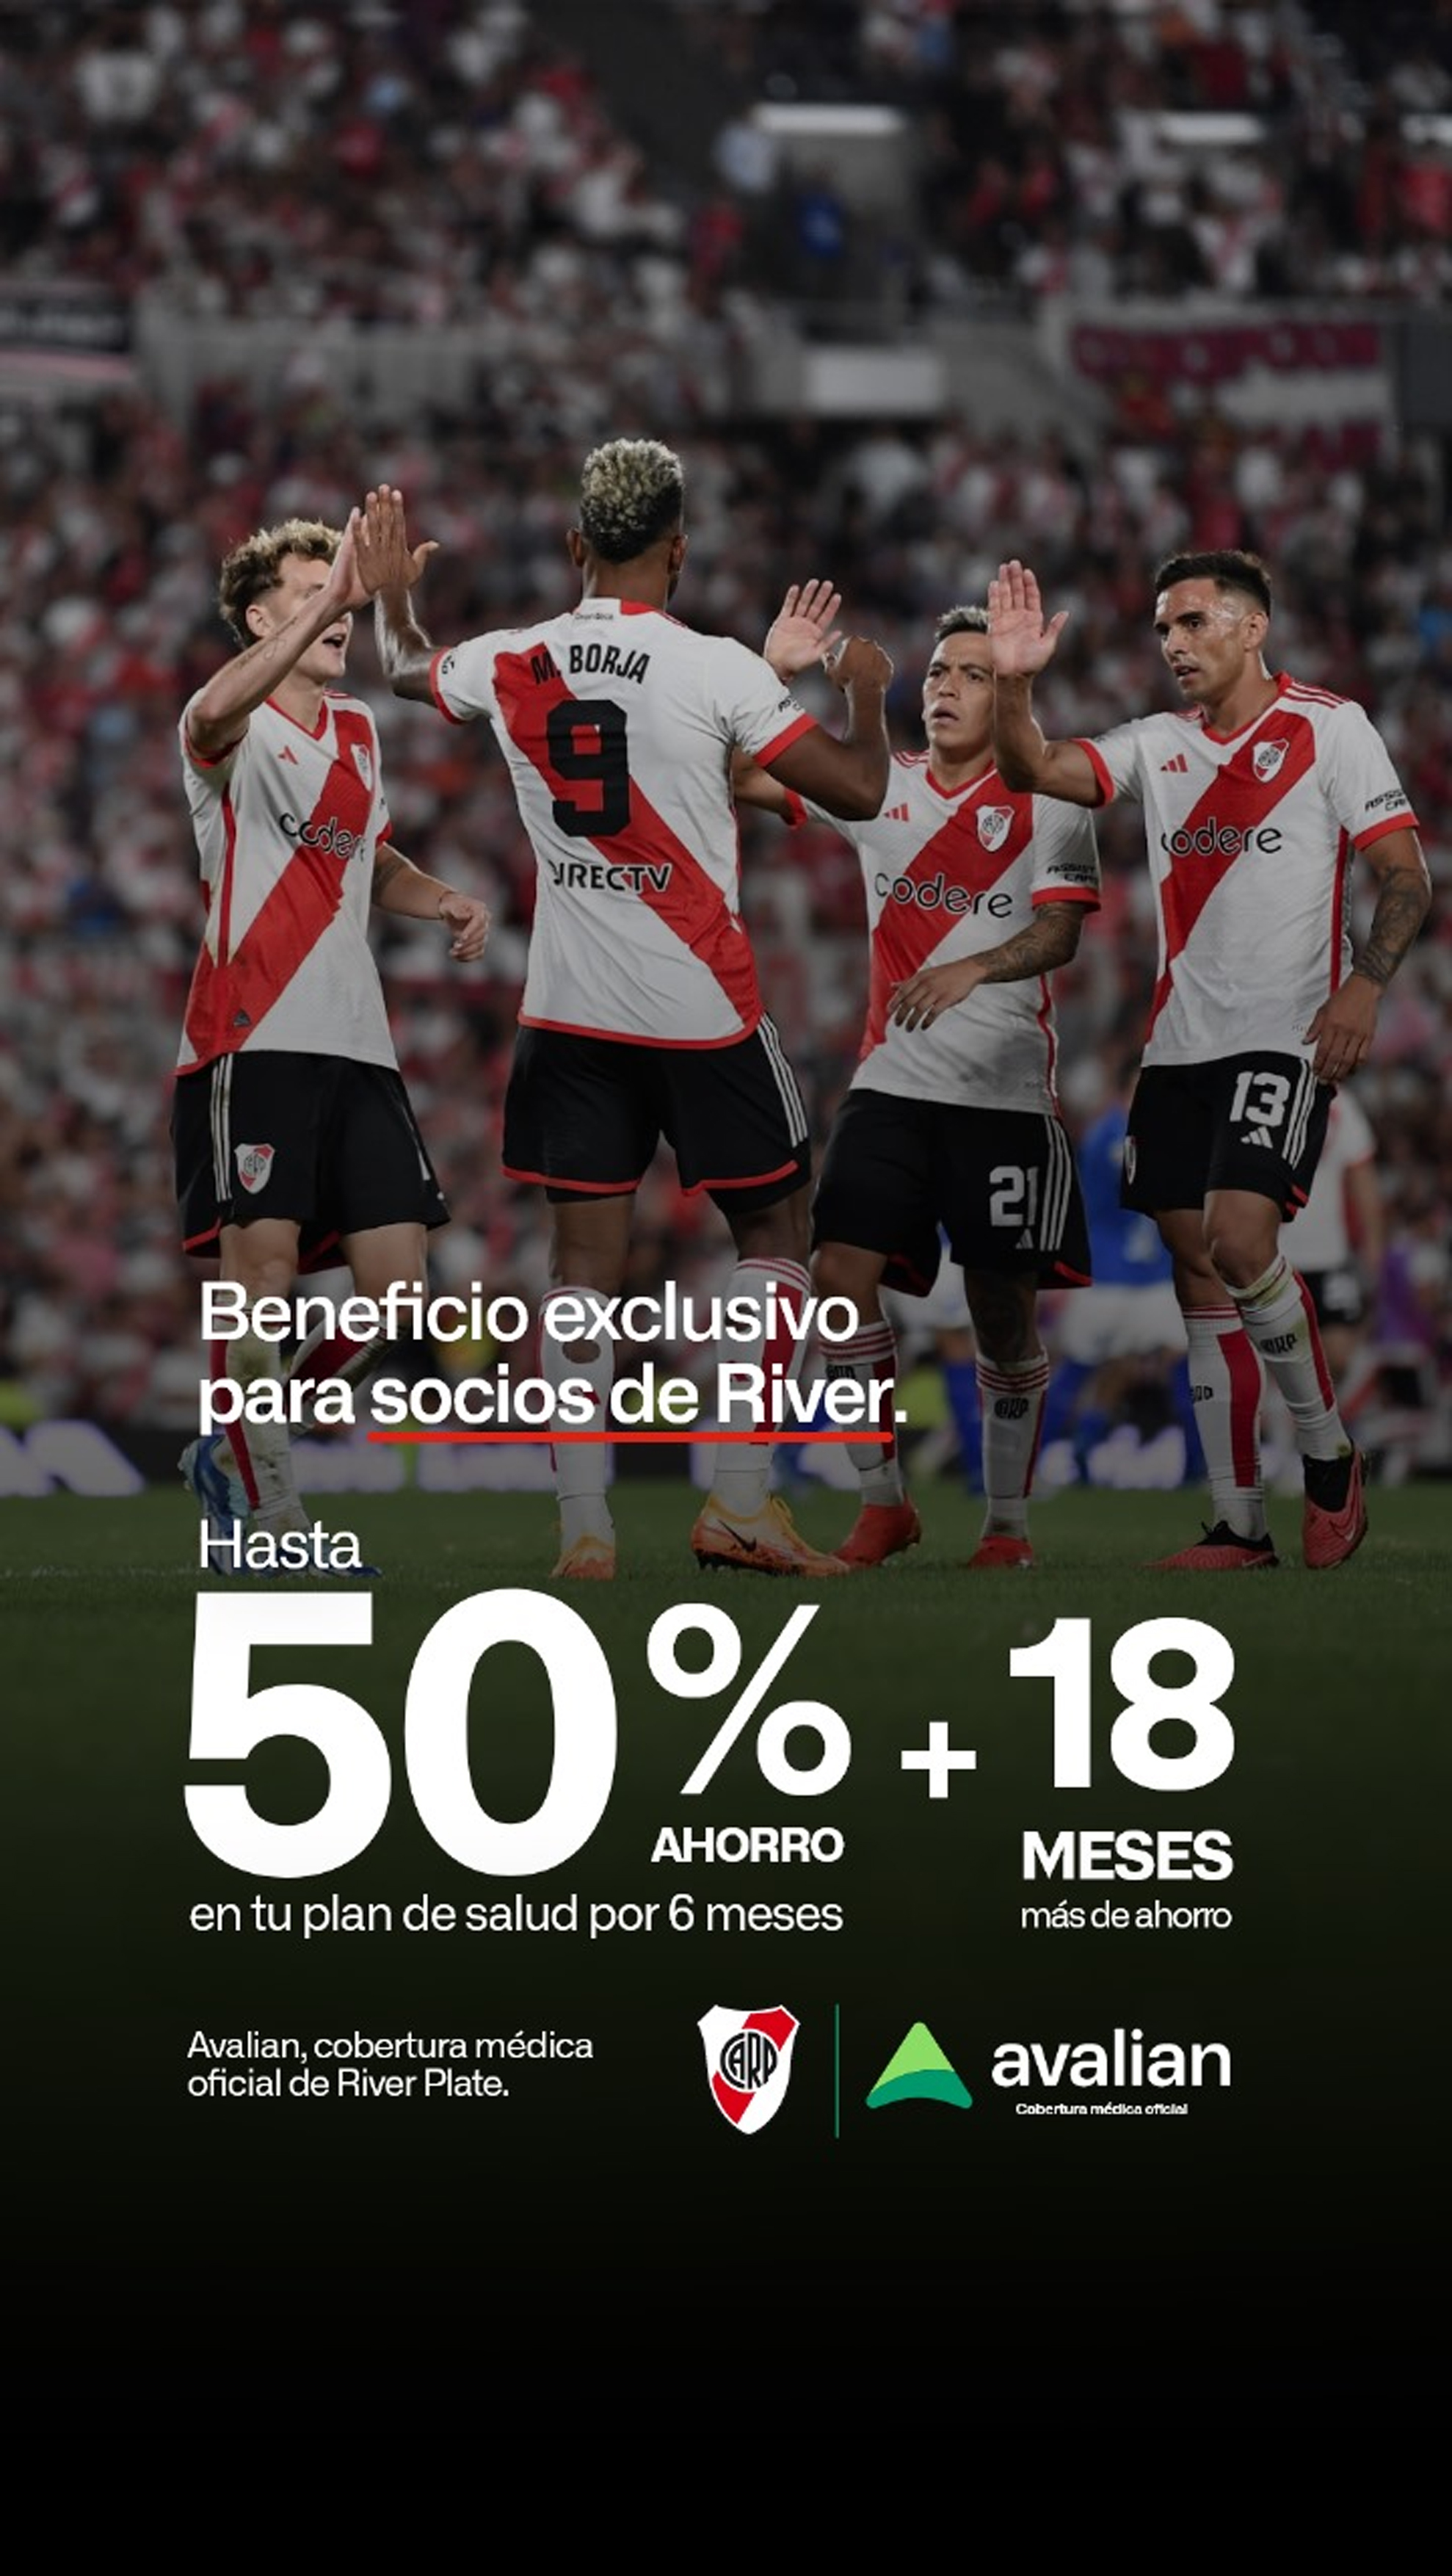 M. BORJA
9
DIRECTV
codere
codere
codere
ASSIST
CARD
13
21
Beneficio exclusivo
para socios de River.
Hasta
50% + 18
AHORRO
MESES
en tu plan de salud por 6 meses
más de ahorro
Avalian, cobertura médica
oficial de River Plate.
CARP
avalian
Cobertura médica oficial